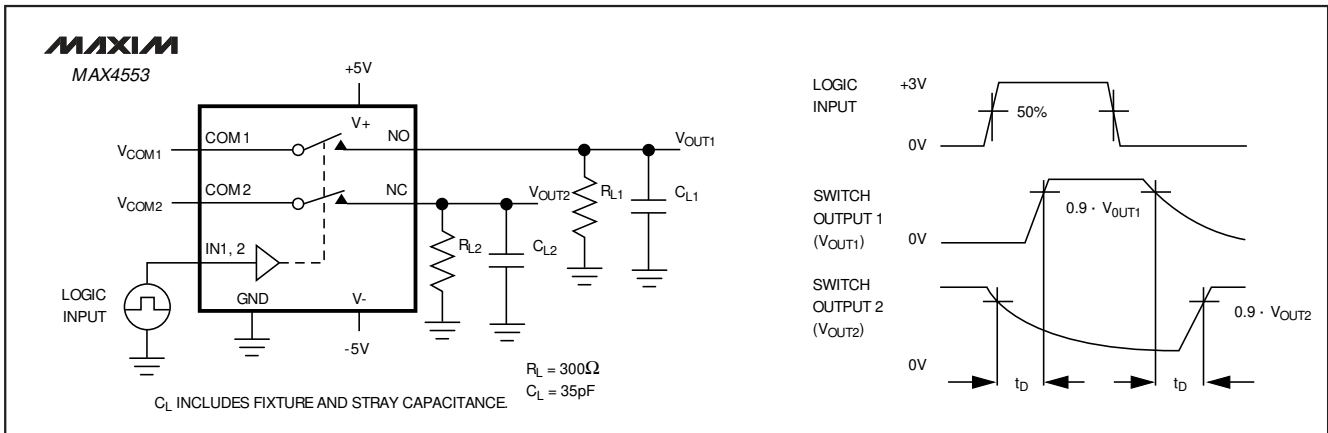 MAXIM
MAX4553
+5V
V+
COM1
NO
VCOM1
VOUT1
COM2
NC
VCOM2
VOUT2
RL1
CL1
RL2
CL2
IN1, 2
LOGIC
INPUT
GND
V-
-5V
RL = 300Ω
CL = 35pF
CL INCLUDES FIXTURE AND STRAY CAPACITANCE.
LOGIC
INPUT
+3V
50%
0V
SWITCH
OUTPUT 1
(VOUT1)
0.9 · V0UT1
0V
SWITCH
OUTPUT 2
(VOUT2)
0.9 · VOUT2
0V
tD
tD